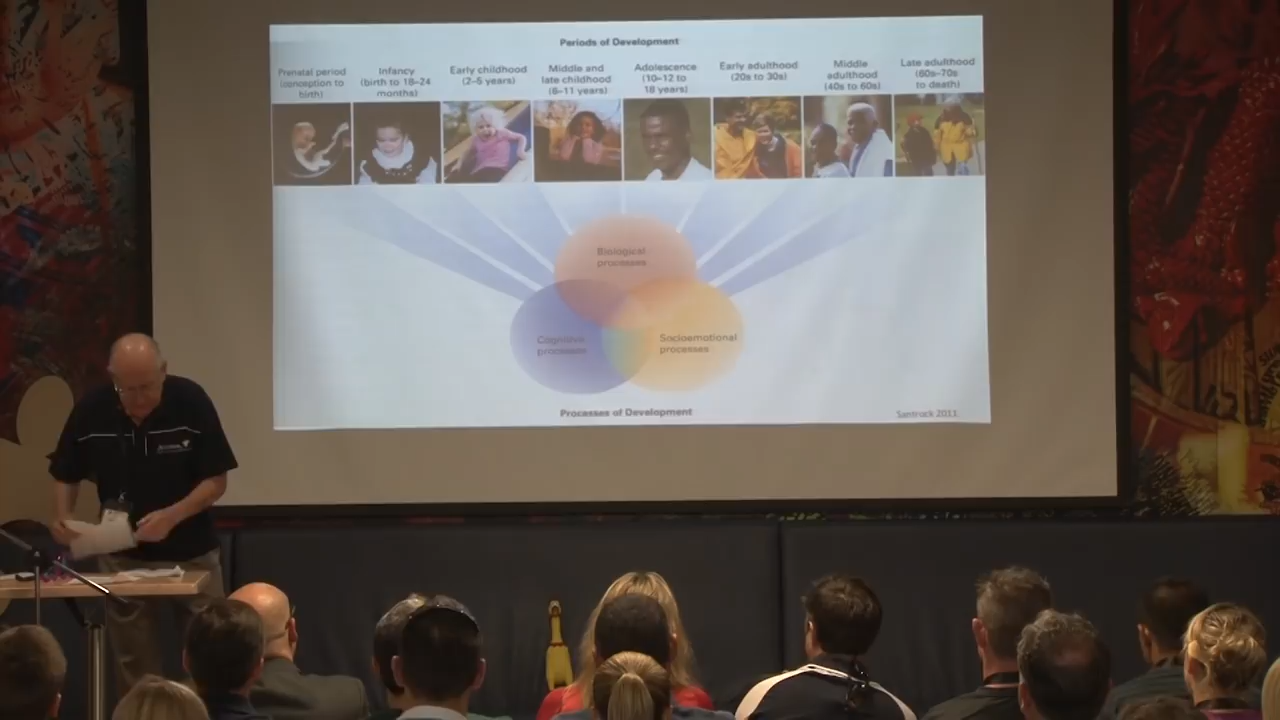 Periods of Development
Prenatal period
(conception to
birth)
Infancy
(birth to 18–24
months)
Early childhood
(2–5 years)
Middle and
late childhood
(6–11 years)
Adolescence
(10–12 to
18 years)
Early adulthood
(20s to 30s)
Middle
adulthood
(40s to 60s)
Late adulthood
(60s–70s
to death)
Biological
processes
Cognitive
processes
Socioemotional
processes
Processes of Development
Santrock 2011